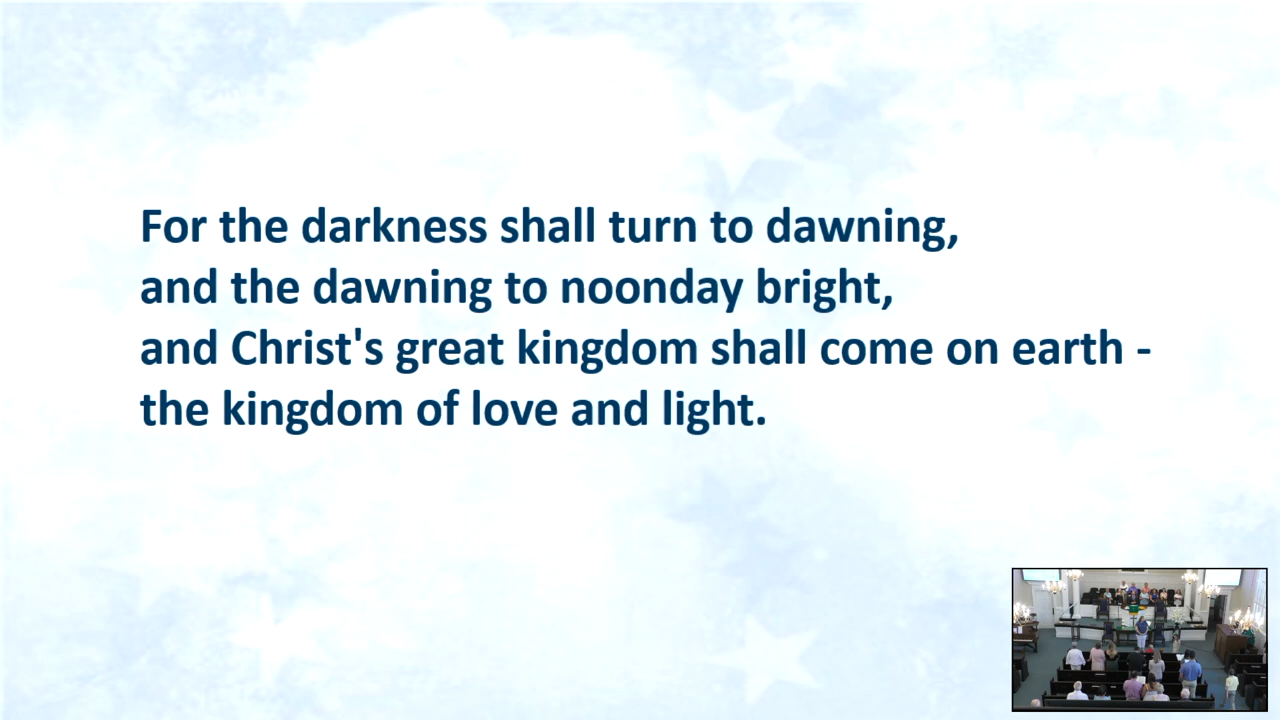 For the darkness shall turn to dawning,
and the dawning to noonday bright,
and Christ's great kingdom shall come on earth -
the kingdom of love and light.